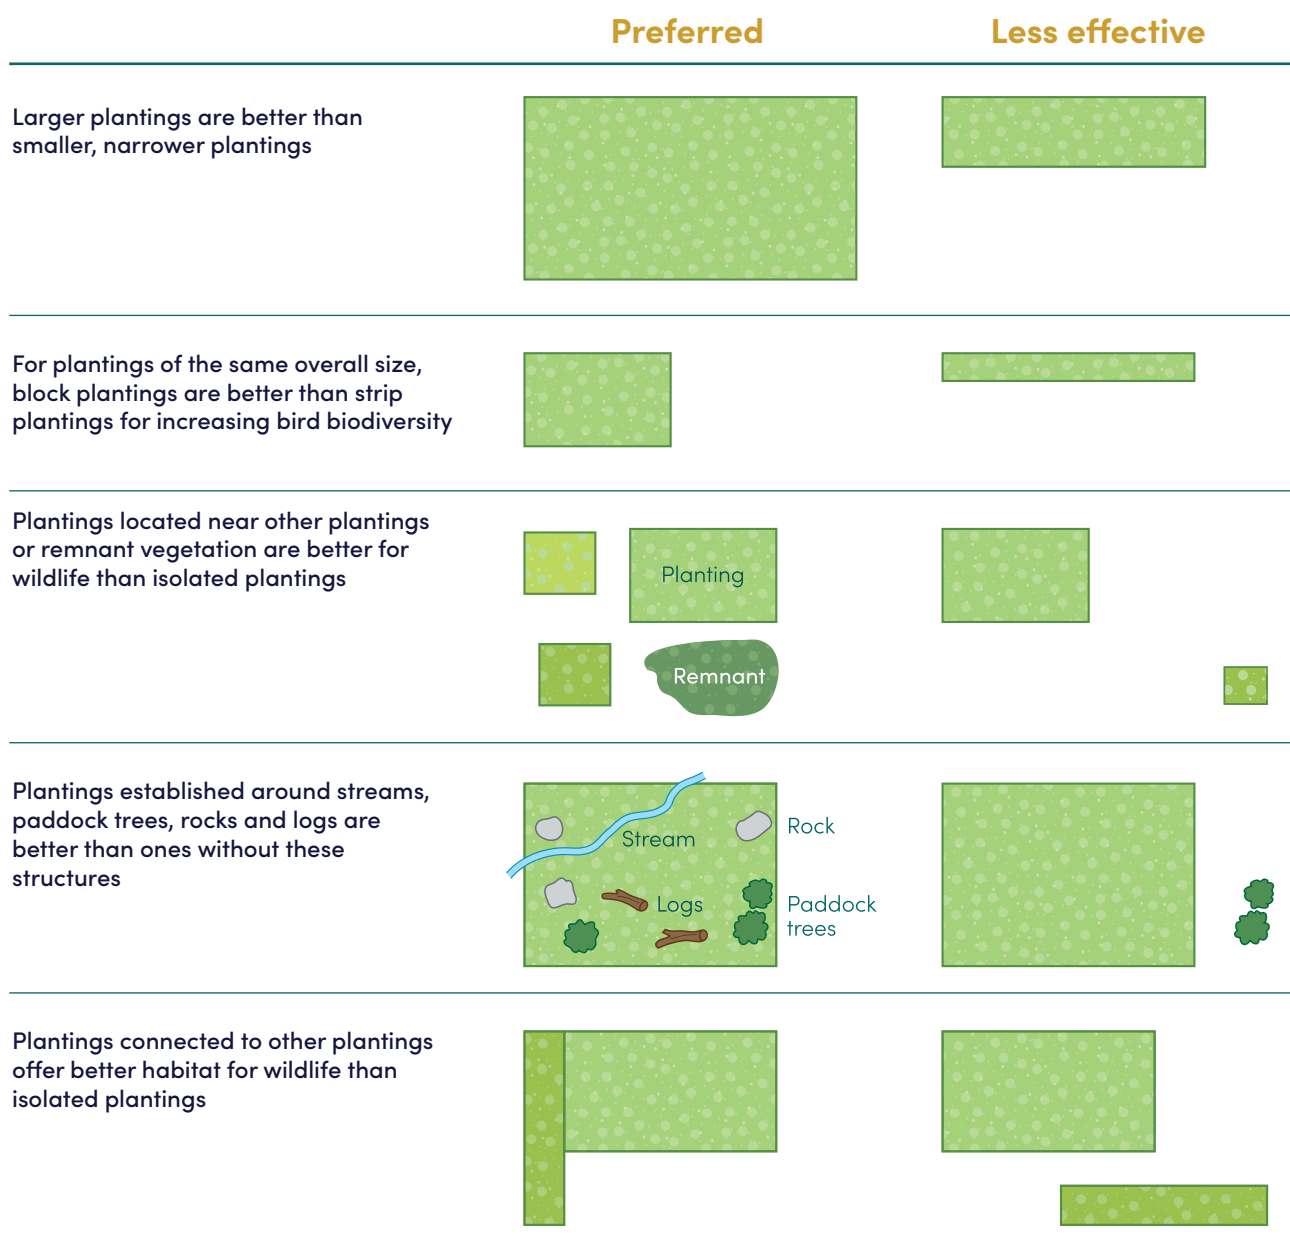 Preferred
Less effective
Larger plantings are better than
smaller, narrower plantings
For plantings of the same overall size,
block plantings are better than strip
plantings for increasing bird biodiversity
Plantings located near other plantings
or remnant vegetation are better for
wildlife than isolated plantings
Planting
Remnant
Plantings established around streams,
paddock trees, rocks and logs are
better than ones without these
structures
Stream
Rock
Logs
Paddock
trees
Plantings connected to other plantings
offer better habitat for wildlife than
isolated plantings